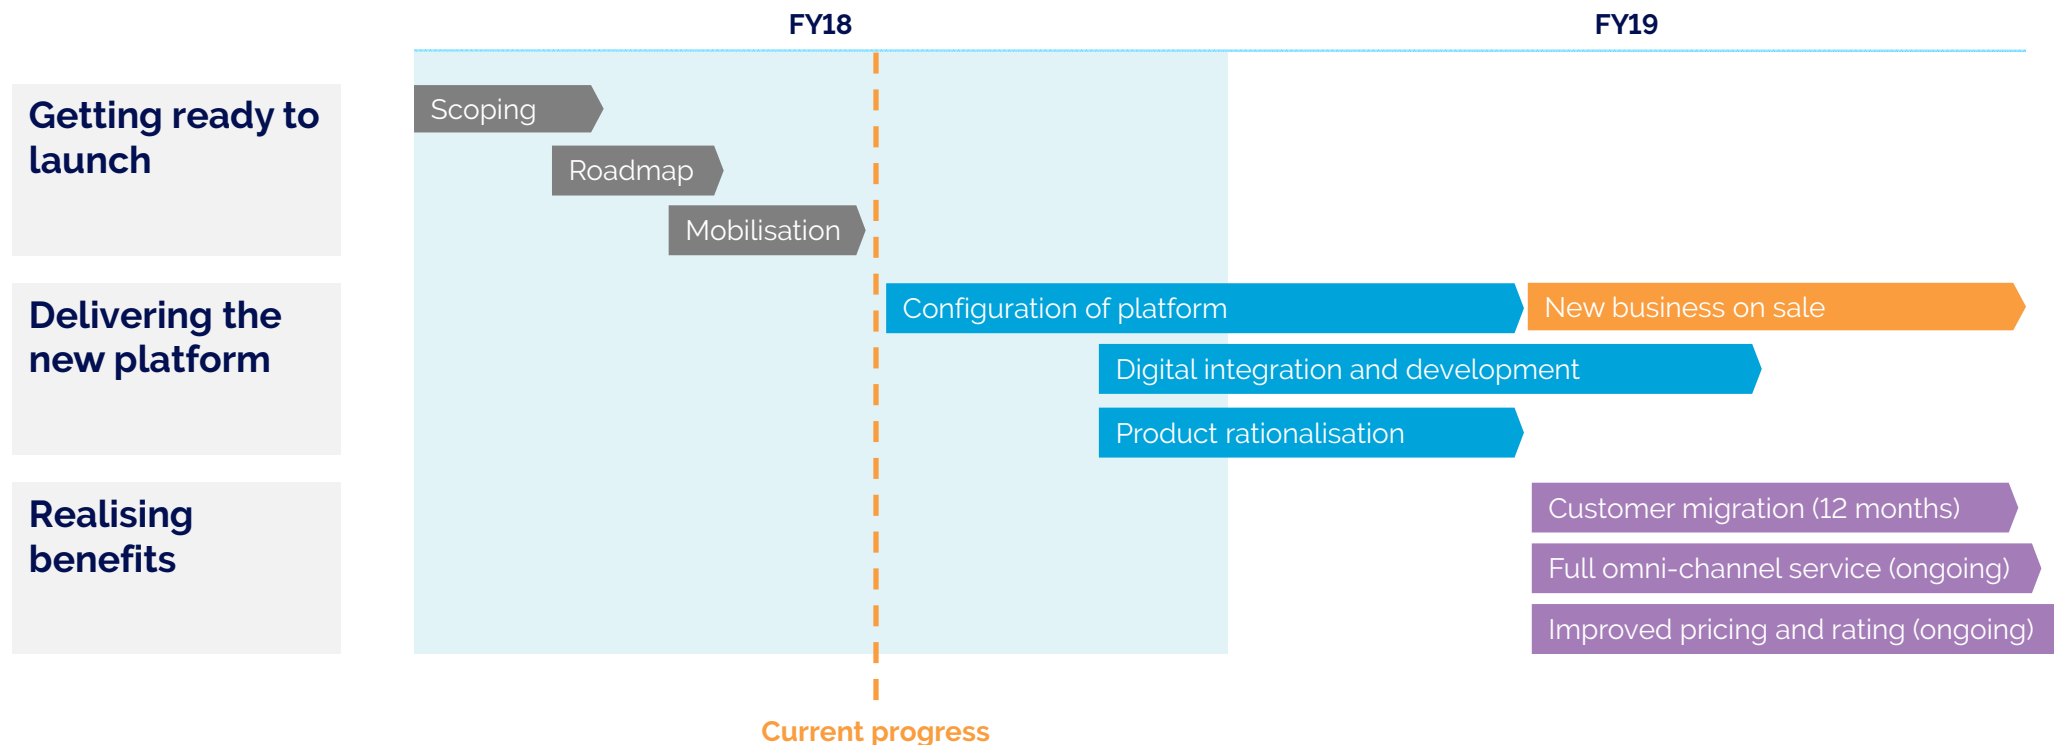 FY18
FY19
Getting ready to
launch
Scoping
Roadmap
Mobilisation
Delivering the
new platform
Configuration of platform
New business on sale
Digital integration and development
Product rationalisation
Realising
benefits
Customer migration (12 months)
Full omni-channel service (ongoing)
Improved pricing and rating (ongoing)
Current progress